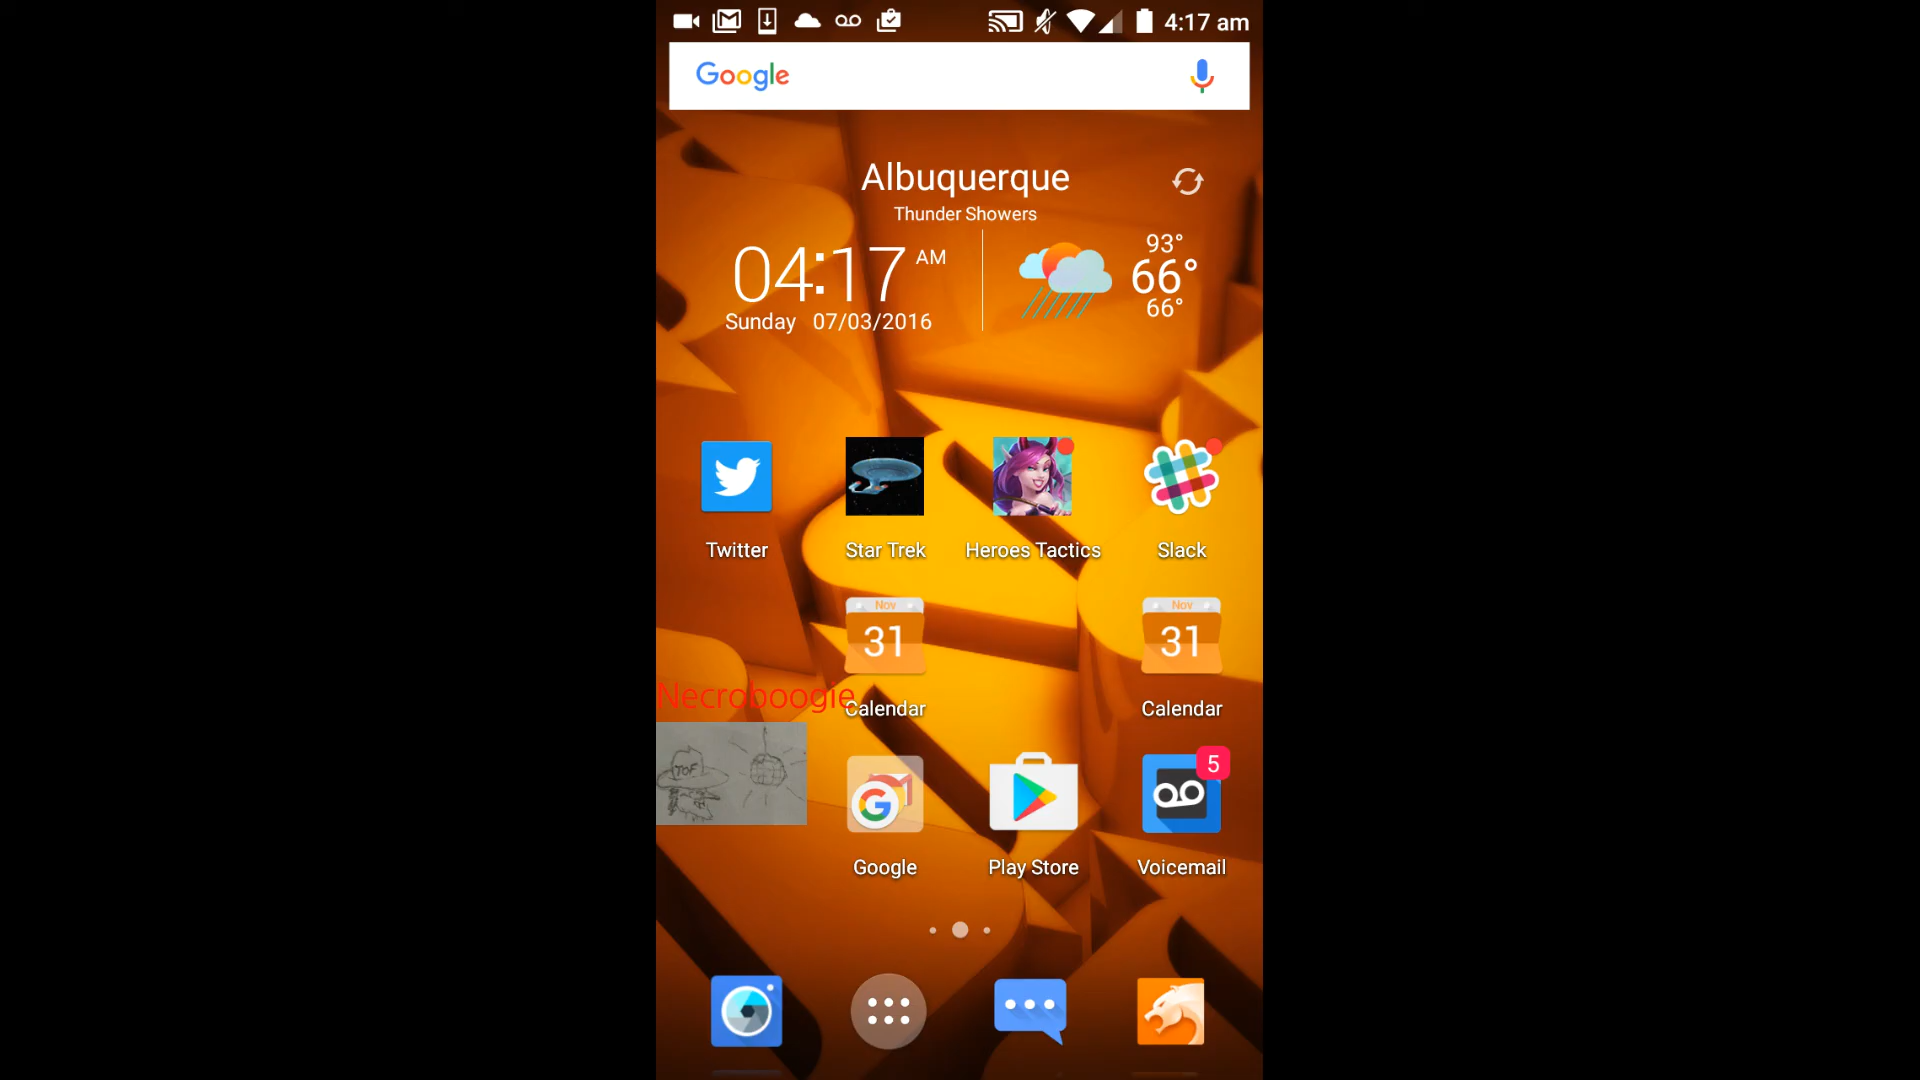 4:17 am
Google
Albuquerque
Thunder Showers
04:17 AM
93°
66°
66°
Sunday 07/03/2016
Twitter
Star Trek
Heroes Tactics
Slack
Nov
31
Nov
31
Necroboogie
Calendar
Calendar
TOF
5
G
Google
Play Store
Voicemail